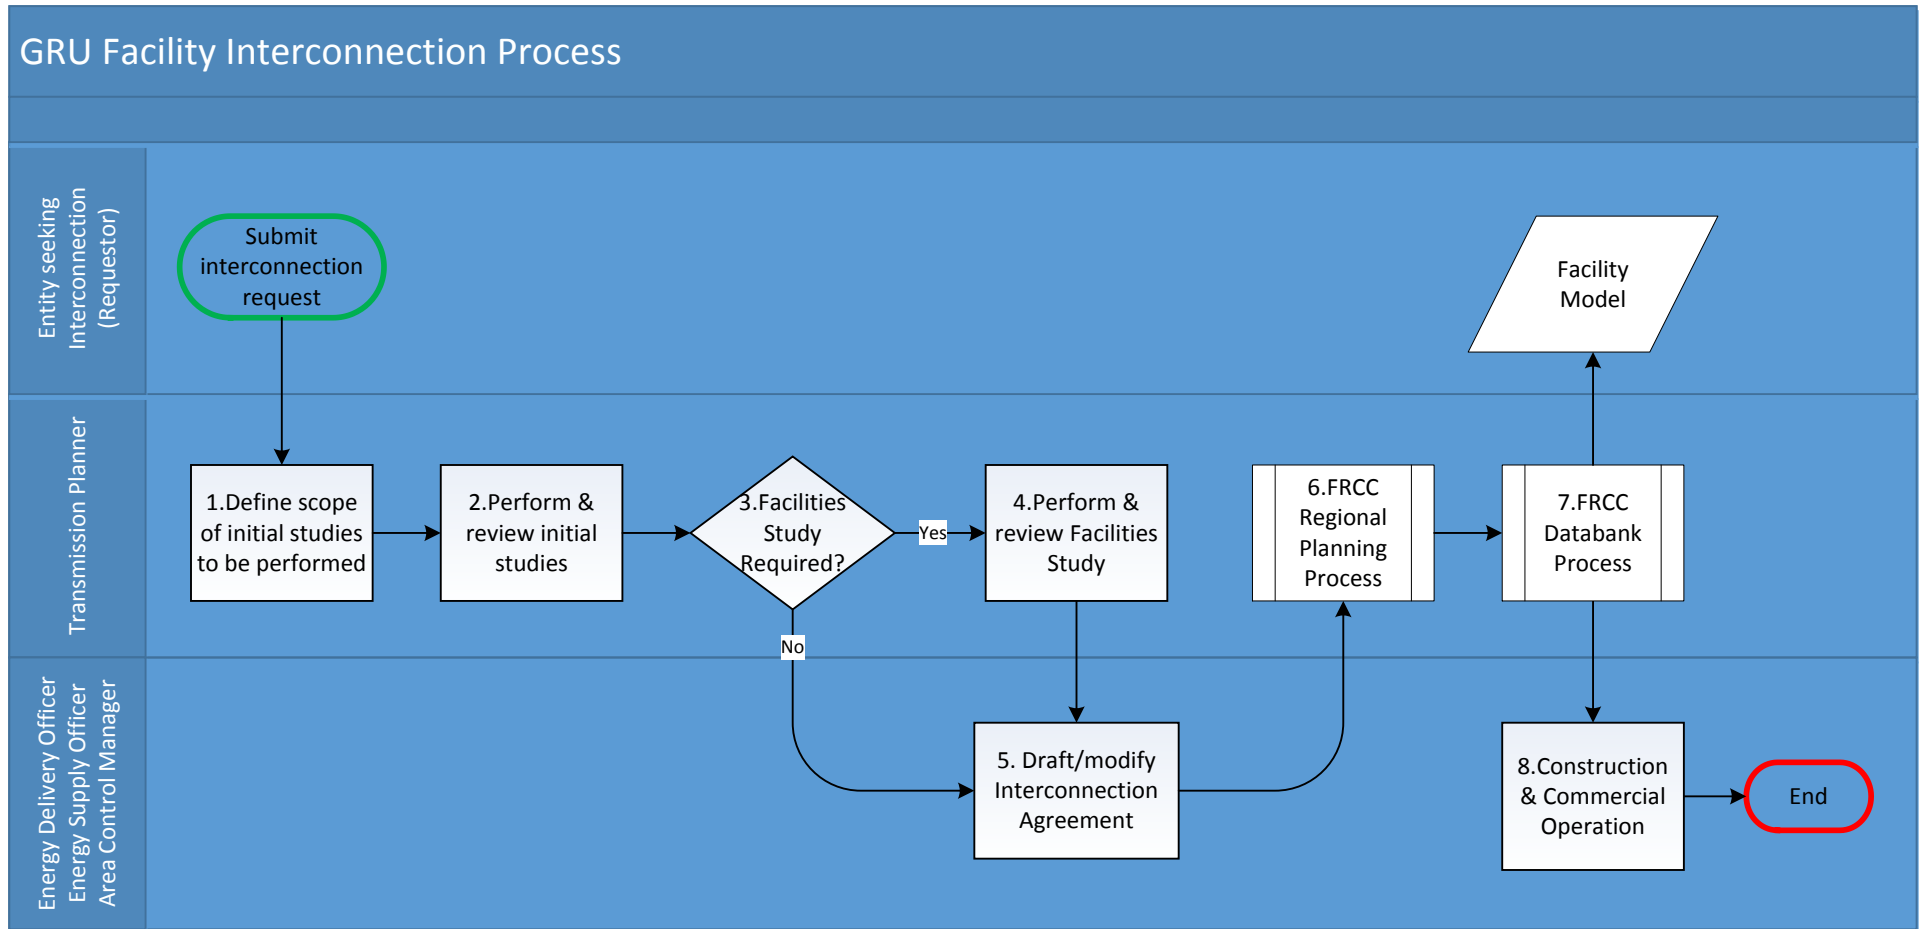 GRU Facility Interconnection Process
Entity seeking
Interconnection
(Requestor)
Submit
interconnection
request
Facility
Model
Transmission Planner
1.Define scope
of initial studies
to be performed
2.Perform &
review initial
studies
3.Facilities
Study
Required?
Yes
No
4.Perform &
review Facilities
Study
6.FRCC
Regional
Planning
Process
7.FRCC
Databank
Process
Energy Delivery Officer
Energy Supply Officer
Area Control Manager
5. Draft/modify
Interconnection
Agreement
8.Construction
& Commercial
Operation
End